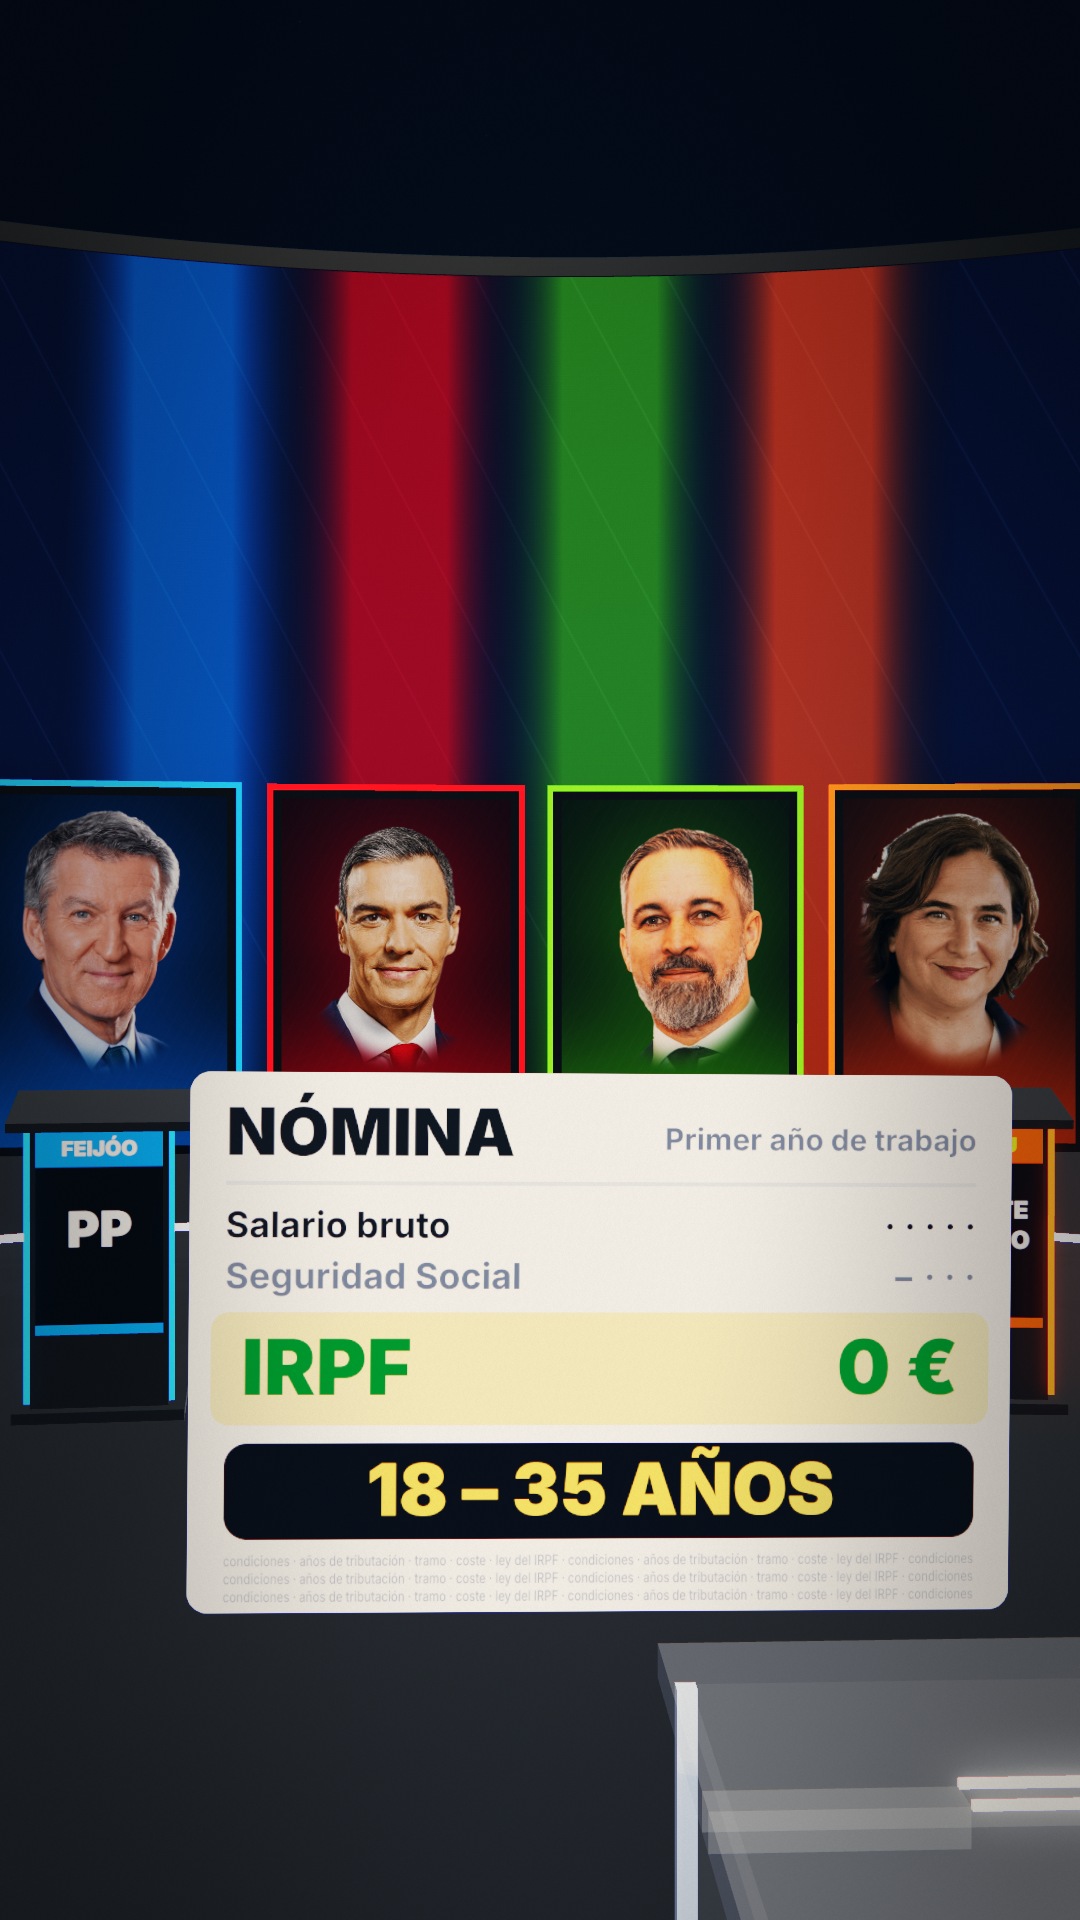 FEIJÓO
PP
NÓMINA
Primer año de trabajo
Salario bruto
Seguridad Social
IRPF 0 €
18 – 35 AÑOS
condiciones · años de tributación · tramo · coste · ley del IRPF · condiciones · años de tributación · tramo · coste · ley del IRPF · condiciones
condiciones · años de tributación · tramo · coste · ley del IRPF · condiciones · años de tributación · tramo · coste · ley del IRPF · condiciones
condiciones · años de tributación · tramo · coste · ley del IRPF · condiciones · años de tributación · tramo · coste · ley del IRPF · condiciones